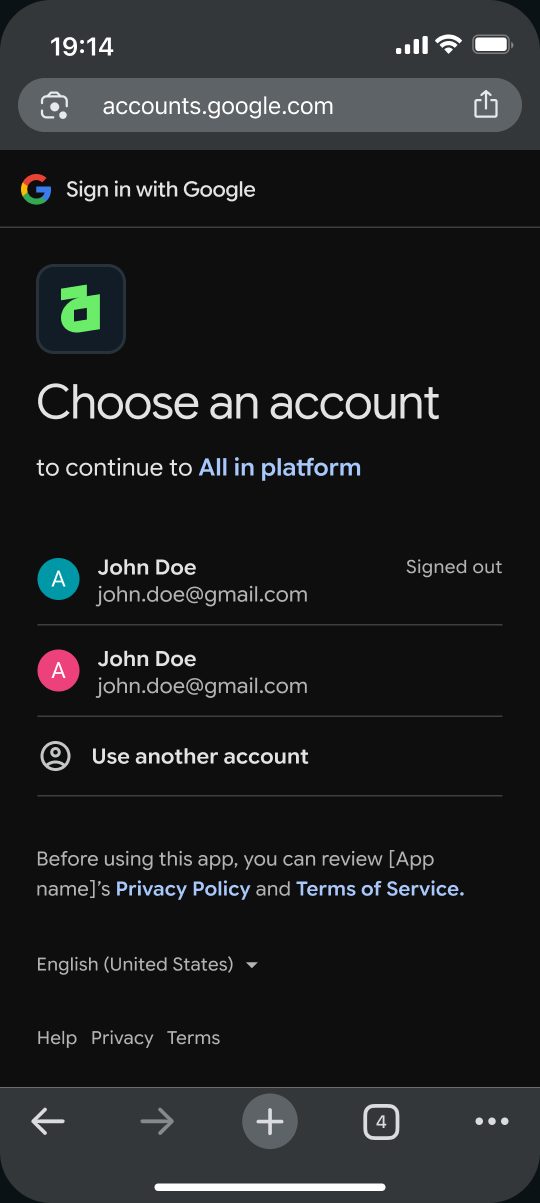 19:14
accounts.google.com
Sign in with Google
a
Choose an account
to continue to All in platform
A
John Doe
Signed out
john.doe@gmail.com
A
John Doe
john.doe@gmail.com
Use another account
Before using this app, you can review [App
name]’s Privacy Policy and Terms of Service.
English (United States)
Help Privacy Terms
4